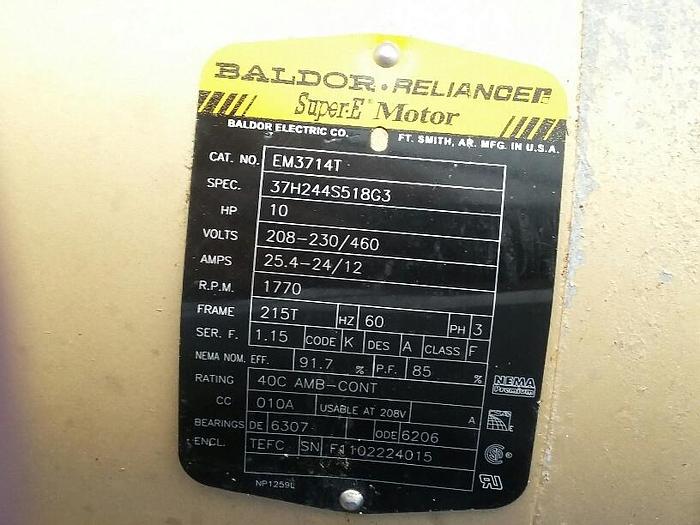 BALDOR · RELIANCER
Super-E® Motor
BALDOR ELECTRIC CO. FT. SMITH, AR. MFG. IN U.S.A.
CAT. NO. EM3714T
SPEC. 37H244S518G3
HP 10
VOLTS 208-230/460
AMPS 25.4-24/12
R.P.M. 1770
FRAME 215T HZ 60 PH 3
SER. F. 1.15 CODE K DES A CLASS F
NEMA NOM. EFF. 91.7 % P.F. 85 %
RATING 40C AMB-CONT NEMA Premium
CC 010A USABLE AT 208V A
BEARINGS DE 6307 ODE 6206
ENCL. TEFC SN F1102224015
NP1259L